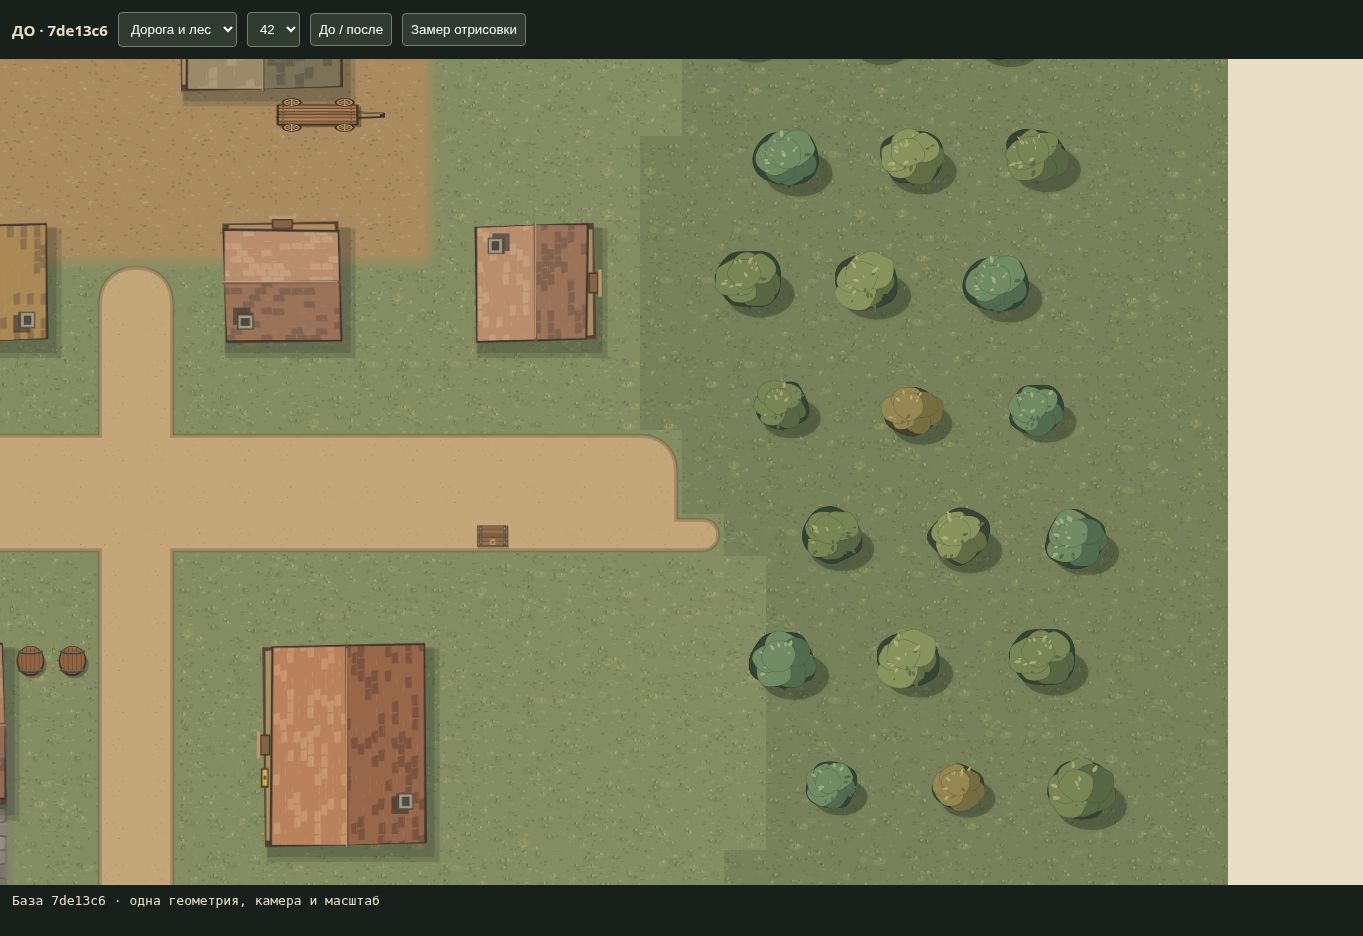 ДО · 7de13c6 Дорога и лес 42 До / после Замер отрисовки
База 7de13c6 · одна геометрия, камера и масштаб